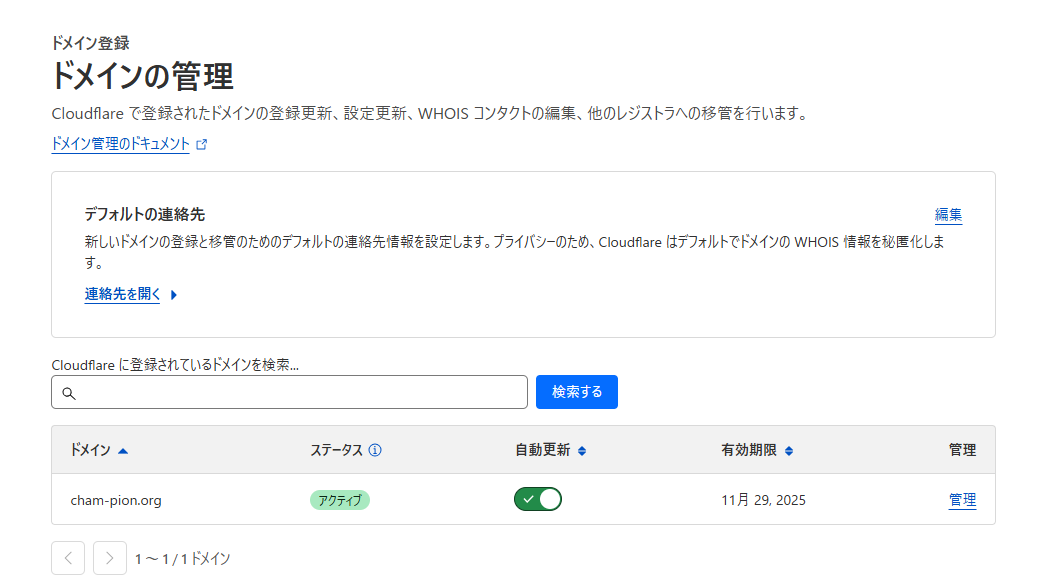 ドメイン登録
ドメインの管理
Cloudflare で登録されたドメインの登録更新、設定更新、WHOIS コンタクトの編集、他のレジストラへの移管を行います。
ドメイン管理のドキュメント
デフォルトの連絡先
編集
新しいドメインの登録と移管のためのデフォルトの連絡先情報を設定します。プライバシーのため、Cloudflare はデフォルトでドメインの WHOIS 情報を秘匿化しま
す。
連絡先を開く
Cloudflare に登録されているドメインを検索...
検索する
ドメイン ステータス 自動更新 有効期限 管理
cham-pion.org アクティブ 11月 29, 2025 管理
1 〜 1 / 1 ドメイン